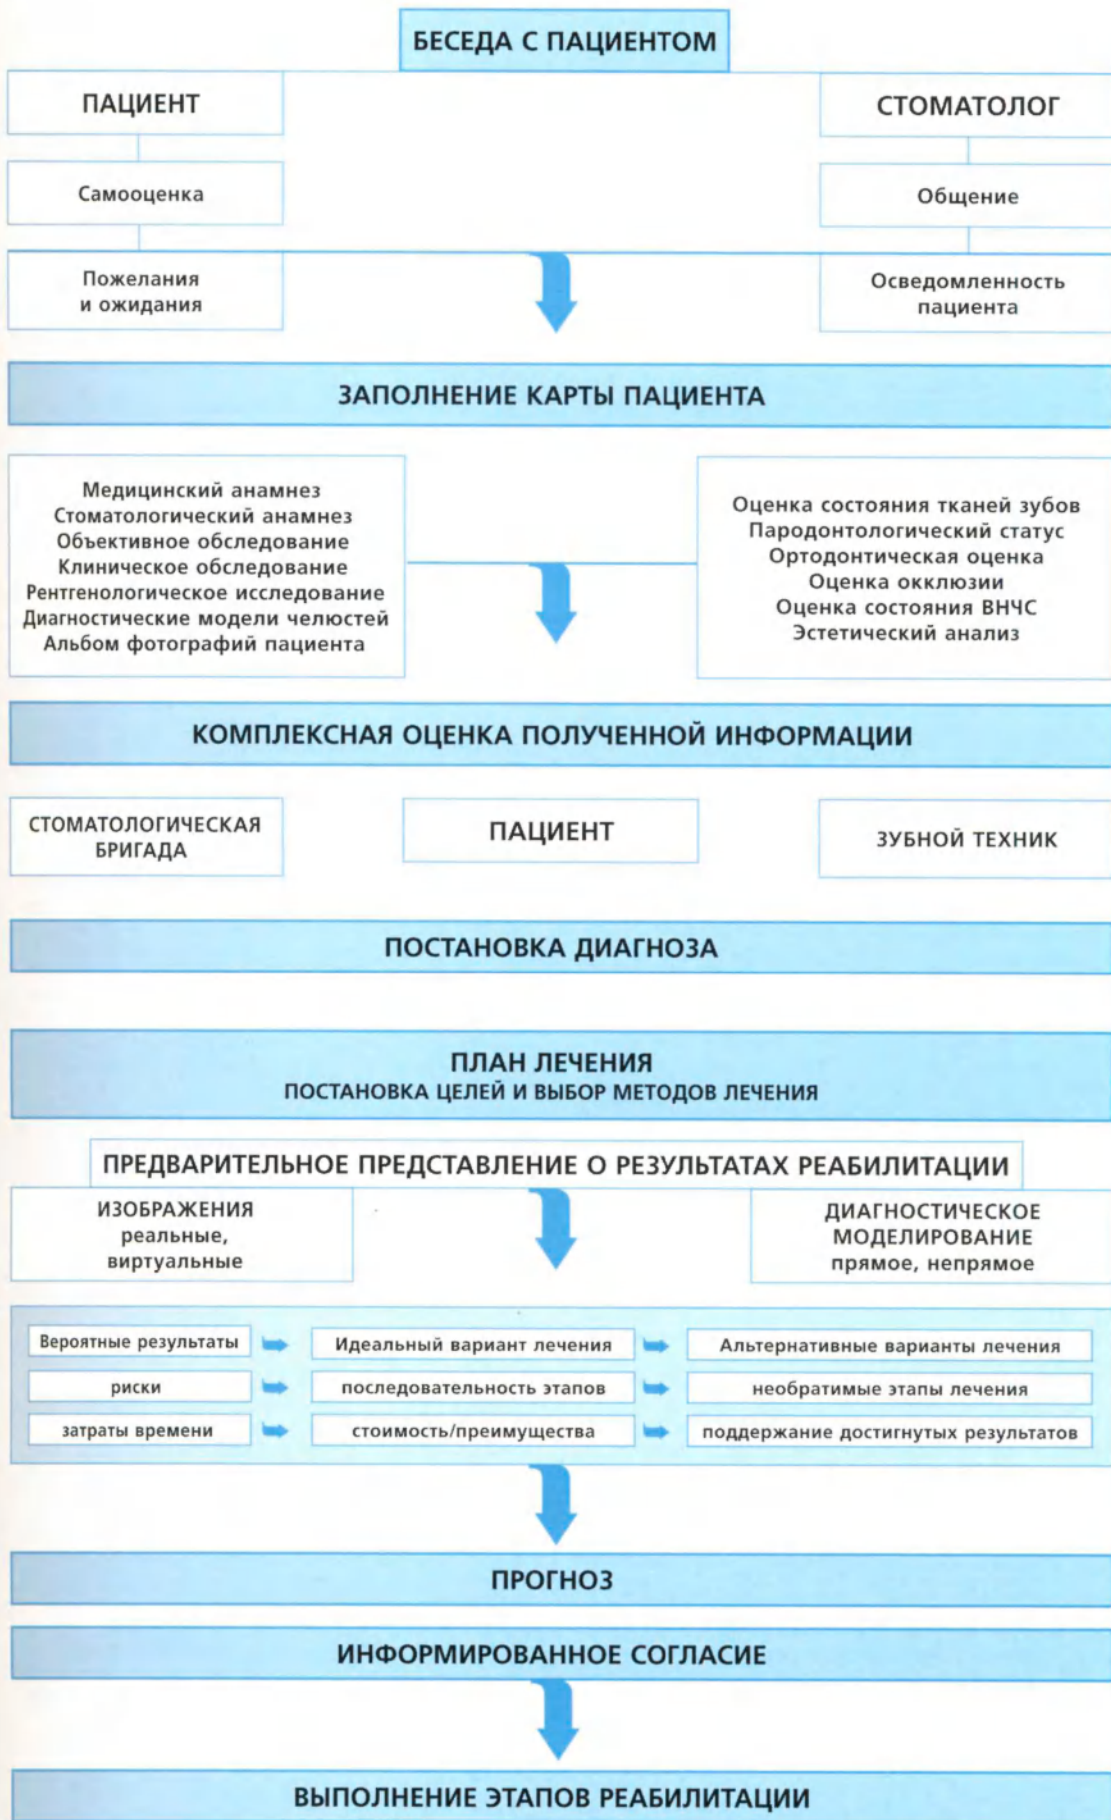 БЕСЕДА С ПАЦИЕНТОМ
ПАЦИЕНТ
СТОМАТОЛОГ
Самооценка
Общение
Пожелания
и ожидания
Осведомленность
пациента
ЗАПОЛНЕНИЕ КАРТЫ ПАЦИЕНТА
Медицинский анамнез
Стоматологический анамнез
Объективное обследование
Клиническое обследование
Рентгенологическое исследование
Диагностические модели челюстей
Альбом фотографий пациента
Оценка состояния тканей зубов
Пародонтологический статус
Ортодонтическая оценка
Оценка окклюзии
Оценка состояния ВНЧС
Эстетический анализ
КОМПЛЕКСНАЯ ОЦЕНКА ПОЛУЧЕННОЙ ИНФОРМАЦИИ
СТОМАТОЛОГИЧЕСКАЯ
БРИГАДА
ПАЦИЕНТ
ЗУБНОЙ ТЕХНИК
ПОСТАНОВКА ДИАГНОЗА
ПЛАН ЛЕЧЕНИЯ
ПОСТАНОВКА ЦЕЛЕЙ И ВЫБОР МЕТОДОВ ЛЕЧЕНИЯ
ПРЕДВАРИТЕЛЬНОЕ ПРЕДСТАВЛЕНИЕ О РЕЗУЛЬТАТАХ РЕАБИЛИТАЦИИ
ИЗОБРАЖЕНИЯ
реальные,
виртуальные
ДИАГНОСТИЧЕСКОЕ
МОДЕЛИРОВАНИЕ
прямое, непрямое
Вероятные результаты
Идеальный вариант лечения
Альтернативные варианты лечения
риски
последовательность этапов
необратимые этапы лечения
затраты времени
стоимость/преимущества
поддержание достигнутых результатов
ПРОГНОЗ
ИНФОРМИРОВАННОЕ СОГЛАСИЕ
ВЫПОЛНЕНИЕ ЭТАПОВ РЕАБИЛИТАЦИИ